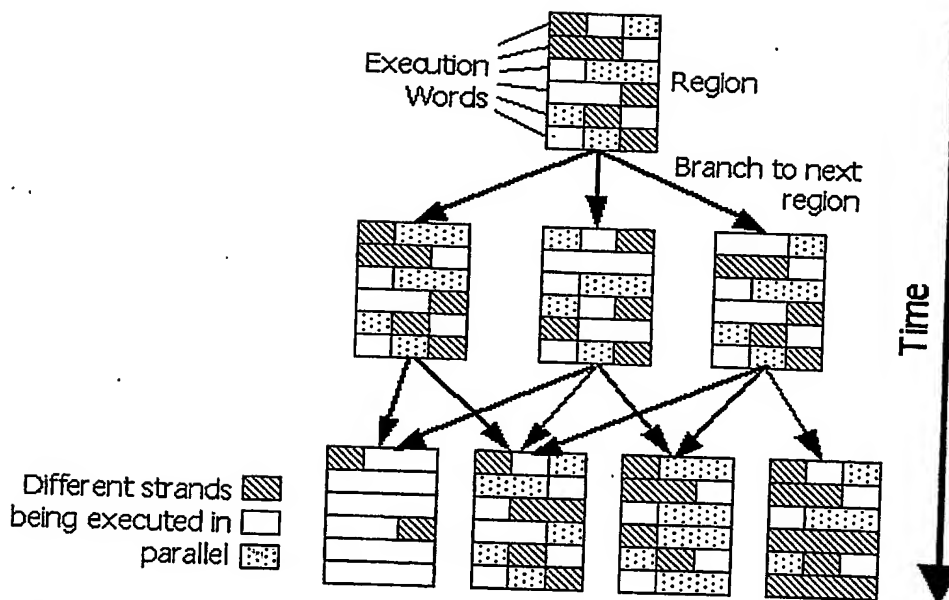 Execution
Words
Region
Branch to next
region
Time
Different strands
being executed in
parallel